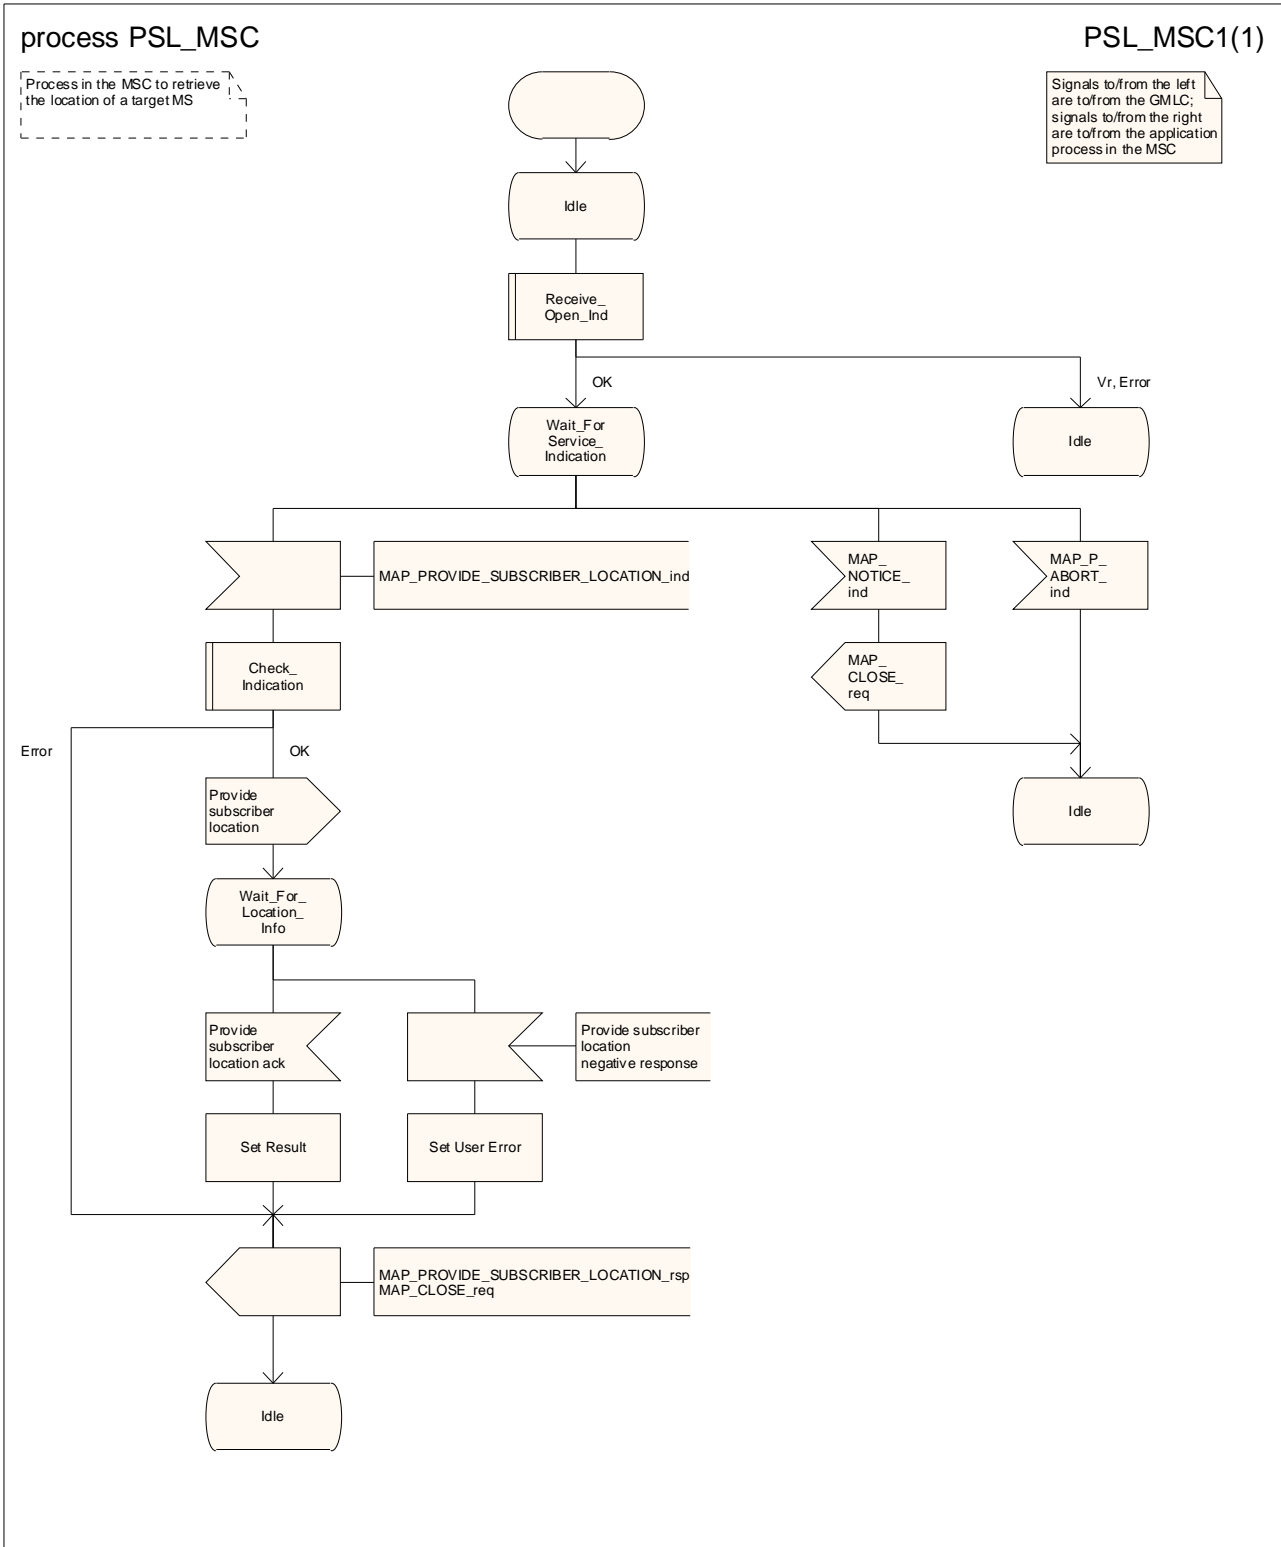 process PSL_MSC
PSL_MSC1(1)
Process in the MSC to retrieve
the location of a target MS
Signals to/from the left
are to/from the GMLC;
signals to/from the right
are to/from the application
process in the MSC
Idle
Receive_
Open_Ind
OK
Vr, Error
Wait_For
Service_
Indication
Idle
MAP_PROVIDE_SUBSCRIBER_LOCATION_ind
MAP_
NOTICE_
ind
MAP_P_
ABORT_
ind
Check_
Indication
MAP_
CLOSE_
req
Error
OK
Provide
subscriber
location
Idle
Wait_For_
Location_
Info
Provide
subscriber
location ack
Provide subscriber
location
negative response
Set Result
Set User Error
MAP_PROVIDE_SUBSCRIBER_LOCATION_rsp
MAP_CLOSE_req
Idle